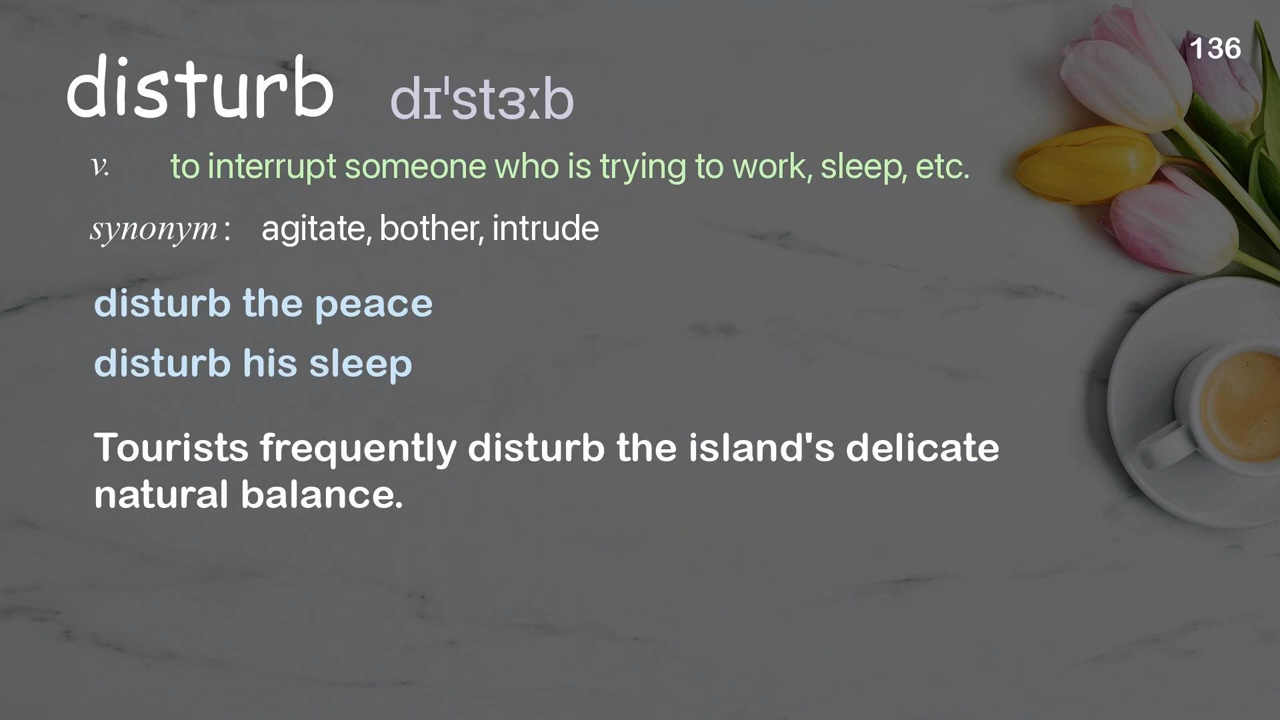 136
disturb dɪˈstɜːb
v. to interrupt someone who is trying to work, sleep, etc.
synonym: agitate, bother, intrude
disturb the peace
disturb his sleep
Tourists frequently disturb the island's delicate
natural balance.